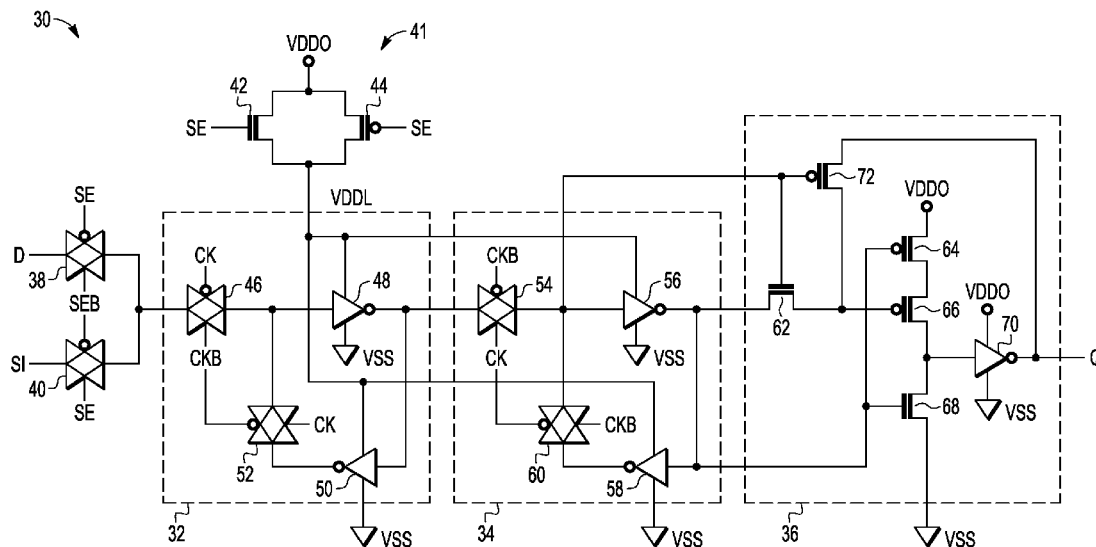 30
41
VDDO
42
44
SE
SE
VDDL
72
VDDO
SE
D
38
SEB
SI
40
SE
CK
46
48
CKB
54
56
62
64
66
VDDO
70
Q
CKB
VSS
CK
VSS
68
VSS
CK
52
50
CKB
60
58
32
VSS
34
VSS
36
VSS